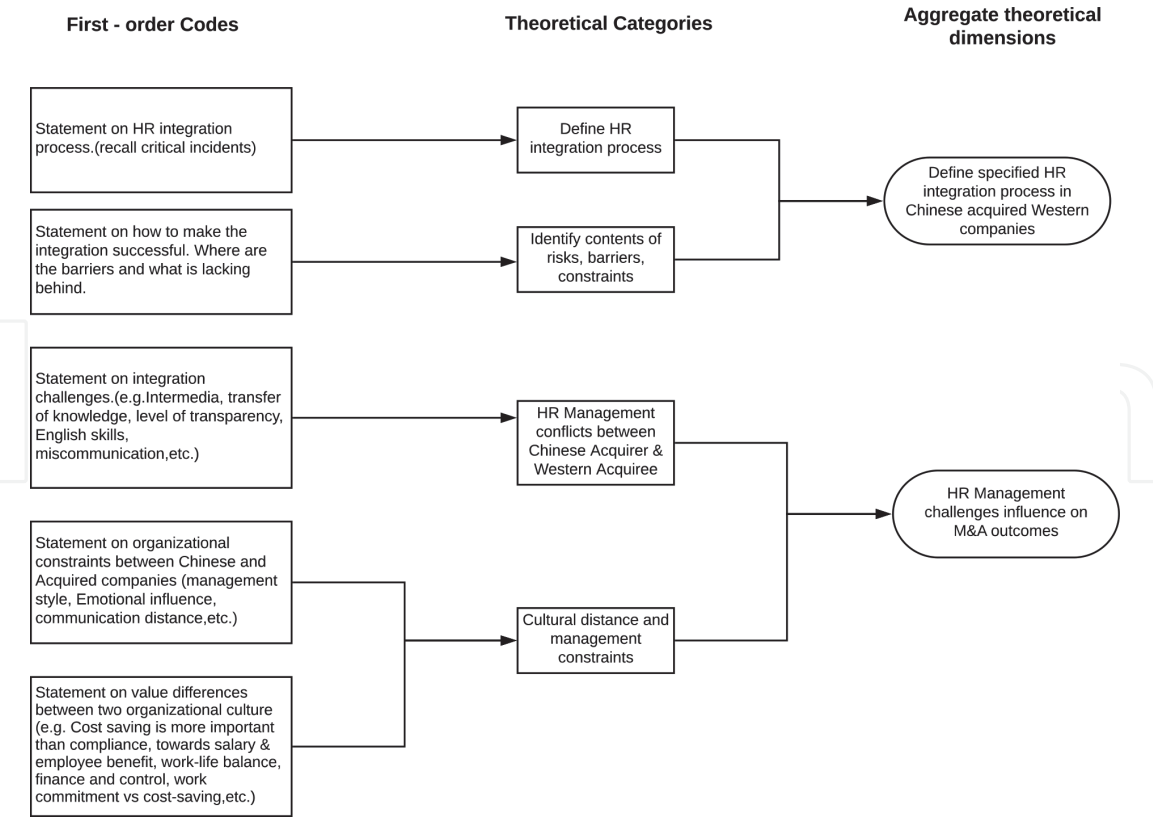 First - order Codes
Theoretical Categories
Aggregate theoretical
dimensions
Statement on HR integration
process.(recall critical incidents)
Define HR
integration process
Define specified HR
integration process in
Chinese acquired Western
companies
Statement on how to make the
integration successful. Where are
the barriers and what is lacking
behind.
Identify contents of
risks, barriers,
constraints
Statement on integration
challenges.(e.g.Intermedia, transfer
of knowledge, level of transparency,
English skills,
miscommunication,etc.)
HR Management
conflicts between
Chinese Acquirer &
Western Acquiree
HR Management
challenges influence on
M&A outcomes
Statement on organizational
constraints between Chinese and
Acquired companies (management
style, Emotional influence,
communication distance,etc.)
Cultural distance and
management
constraints
Statement on value differences
between two organizational culture
(e.g. Cost saving is more important
than compliance, towards salary &
employee benefit, work-life balance,
finance and control, work
commitment vs cost-saving,etc.)